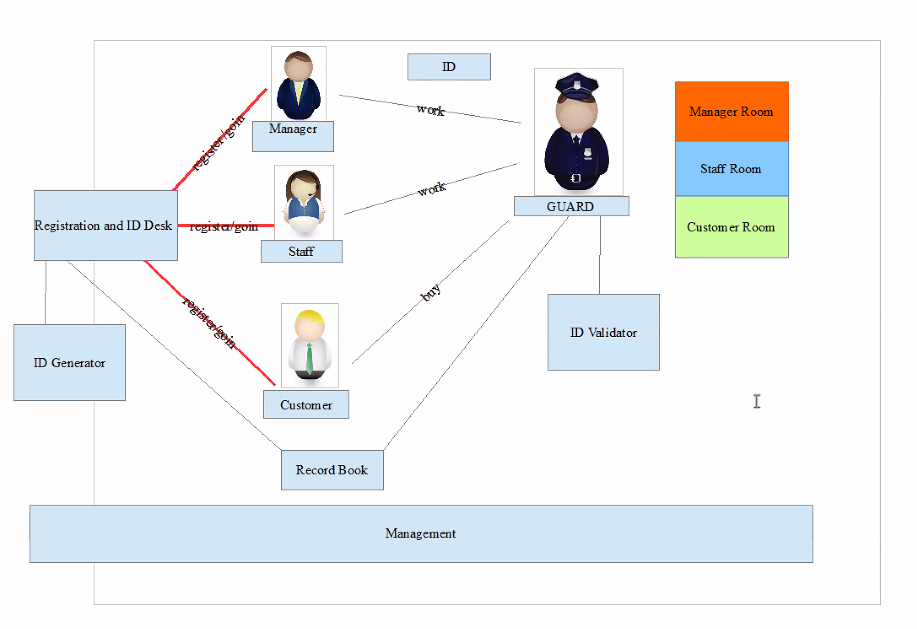 ID
Manager
register/goin
work
Manager Room
Staff Room
Customer Room
work
GUARD
Registration and ID Desk
register/goin
Staff
buy
register/goin
ID Validator
ID Generator
Customer
Record Book
Management